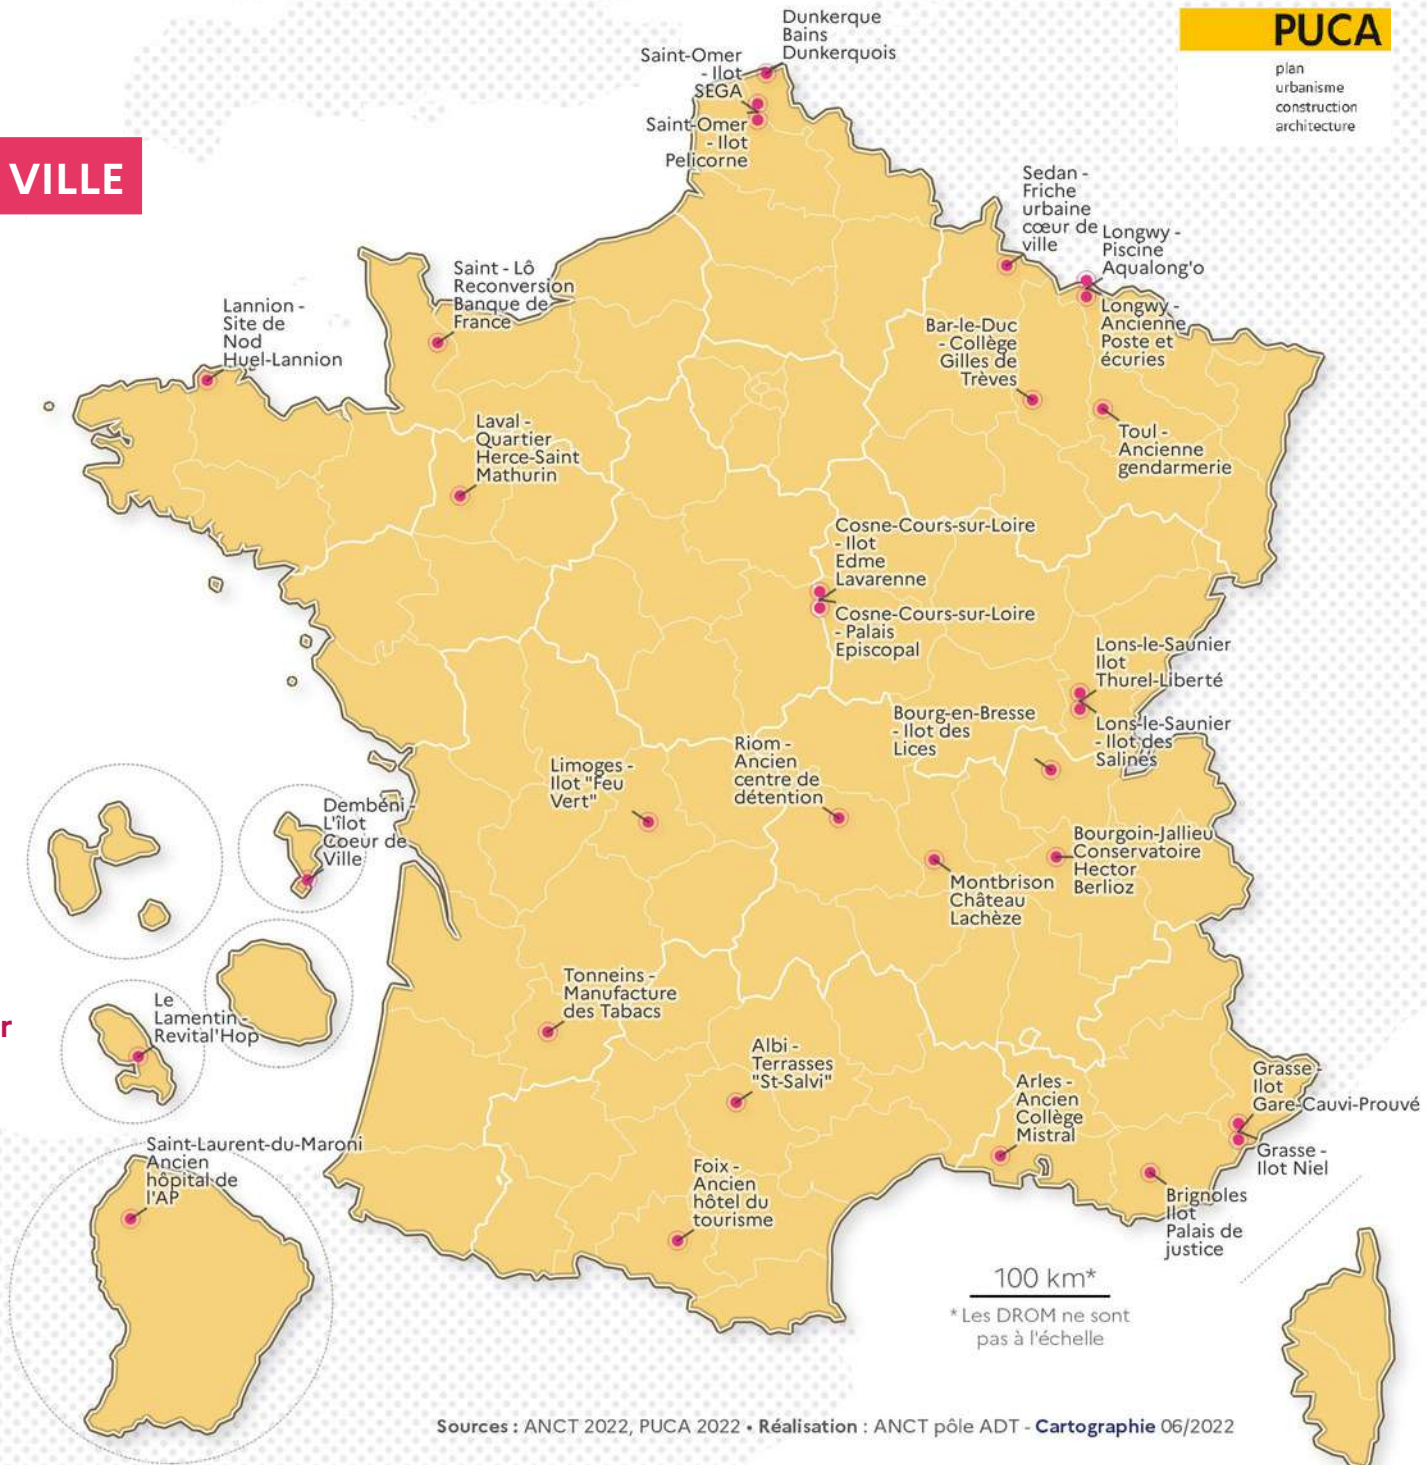 Dunkerque
Bains
Dunkerquois
PUCA
plan
urbanisme
construction
architecture
Saint-Omer
- Ilot
SEGA
Saint-Omer
- Ilot
Pelicorne
VILLE
Sedan -
Friche
urbaine
cœur de
ville
Longwy -
Piscine
Aqualong'o
Longwy -
Ancienne
Poste et
écuries
Saint - Lô
Reconversion
Banque de
France
Lannion -
Site de
Nod
Huel-Lannion
Bar-le-Duc
- Collège
Gilles de
Trèves
Toul -
Ancienne
gendarmerie
Laval -
Quartier
Herce-Saint
Mathurin
Cosne-Cours-sur-Loire
- Ilot
Edme
Lavarenne
Cosne-Cours-sur-Loire
- Palais
Episcopal
Lons-le-Saunier
Ilot
Thurel-Liberté
Lons-le-Saunier
- Ilot des
Salines
Bourg-en-Bresse
- Ilot des
Lices
Riom -
Ancien
centre de
détention
Limoges -
Ilot "Feu
Vert"
Dembéni -
L'îlot
Coeur de
Ville
Bourgoin-Jallieu
Conservatoire
Hector
Berlioz
Montbrison
Château
Lachèze
Tonneins -
Manufacture
des Tabacs
Le
Lamentin -
Revital'Hop
r
Albi -
Terrasses
"St-Salvi"
Arles -
Ancien
Collège
Mistral
Grasse -
Ilot
Gare-Cauvi-Prouvé
Grasse -
Ilot Niel
Saint-Laurent-du-Maroni
Ancien
hôpital de
l'AP
Foix -
Ancien
hôtel du
tourisme
Brignoles
Ilot
Palais de
justice
100 km*
* Les DROM ne sont
pas à l'échelle
Sources : ANCT 2022, PUCA 2022 • Réalisation : ANCT pôle ADT - Cartographie 06/2022